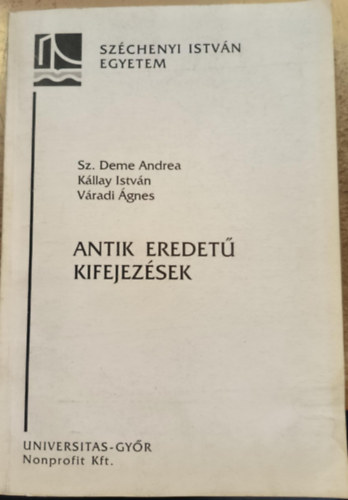 SZÉCHENYI ISTVÁN
EGYETEM
Sz. Deme Andrea
Kállay István
Váradi Ágnes
ANTIK EREDETŰ
KIFEJEZÉSEK
UNIVERSITAS-GYŐR
Nonprofit Kft.